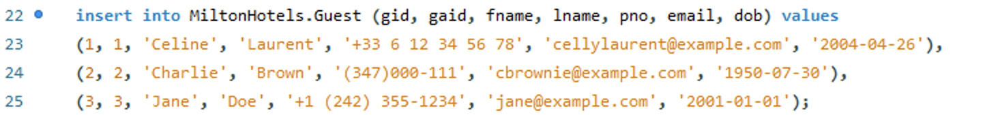 22 insert into MiltonHotels.Guest (gid, gaid, fname, lname, pno, email, dob) values
23 (1, 1, 'Celine', 'Laurent', '+33 6 12 34 56 78', 'cellylaurent@example.com', '2004-04-26'),
24 (2, 2, 'Charlie', 'Brown', '(347)000-111', 'cbrownie@example.com', '1950-07-30'),
25 (3, 3, 'Jane', 'Doe', '+1 (242) 355-1234', 'jane@example.com', '2001-01-01');